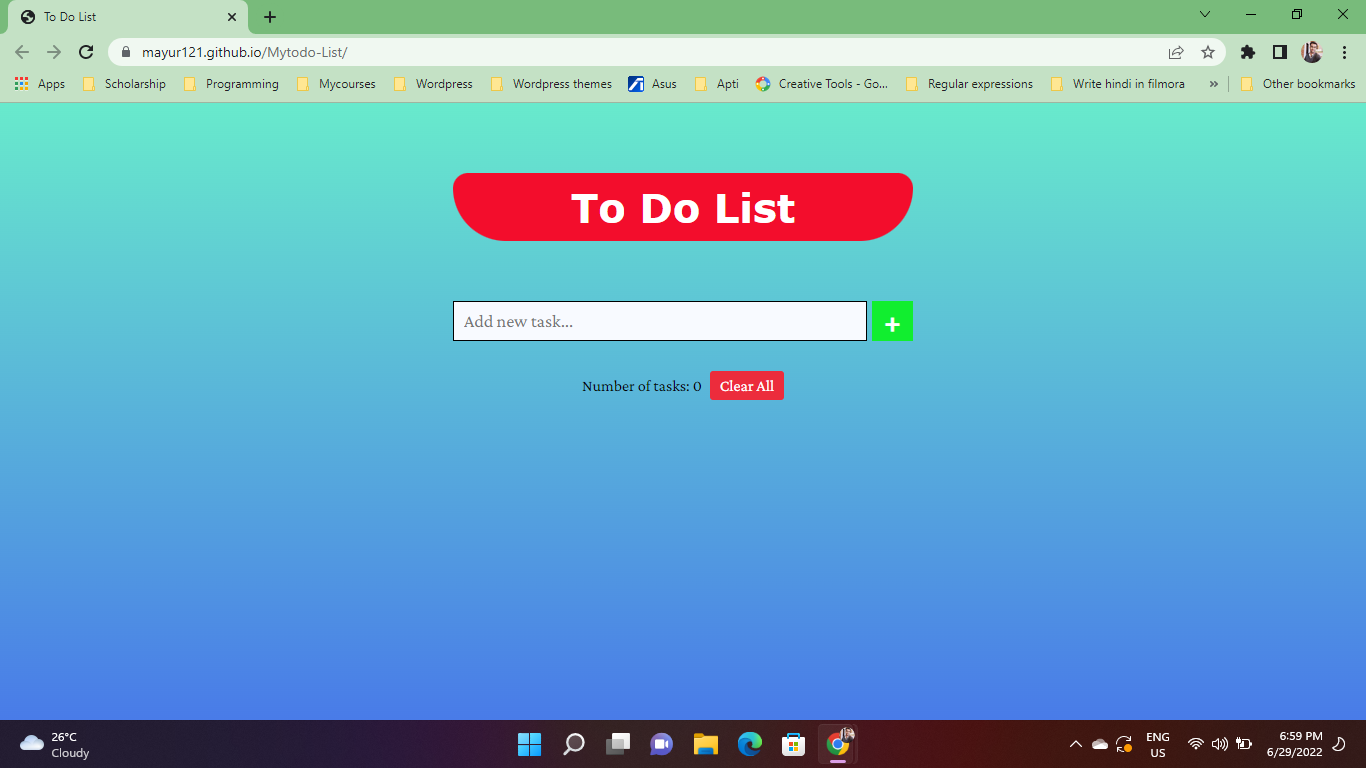 To Do List
mayur121.github.io/Mytodo-List/
Apps Scholarship Programming Mycourses Wordpress Wordpress themes Asus Apti Creative Tools - Go... Regular expressions Write hindi in filmora » Other bookmarks
To Do List
Add new task... +
Number of tasks: 0 Clear All
26°C
Cloudy
ENG
US
6:59 PM
6/29/2022